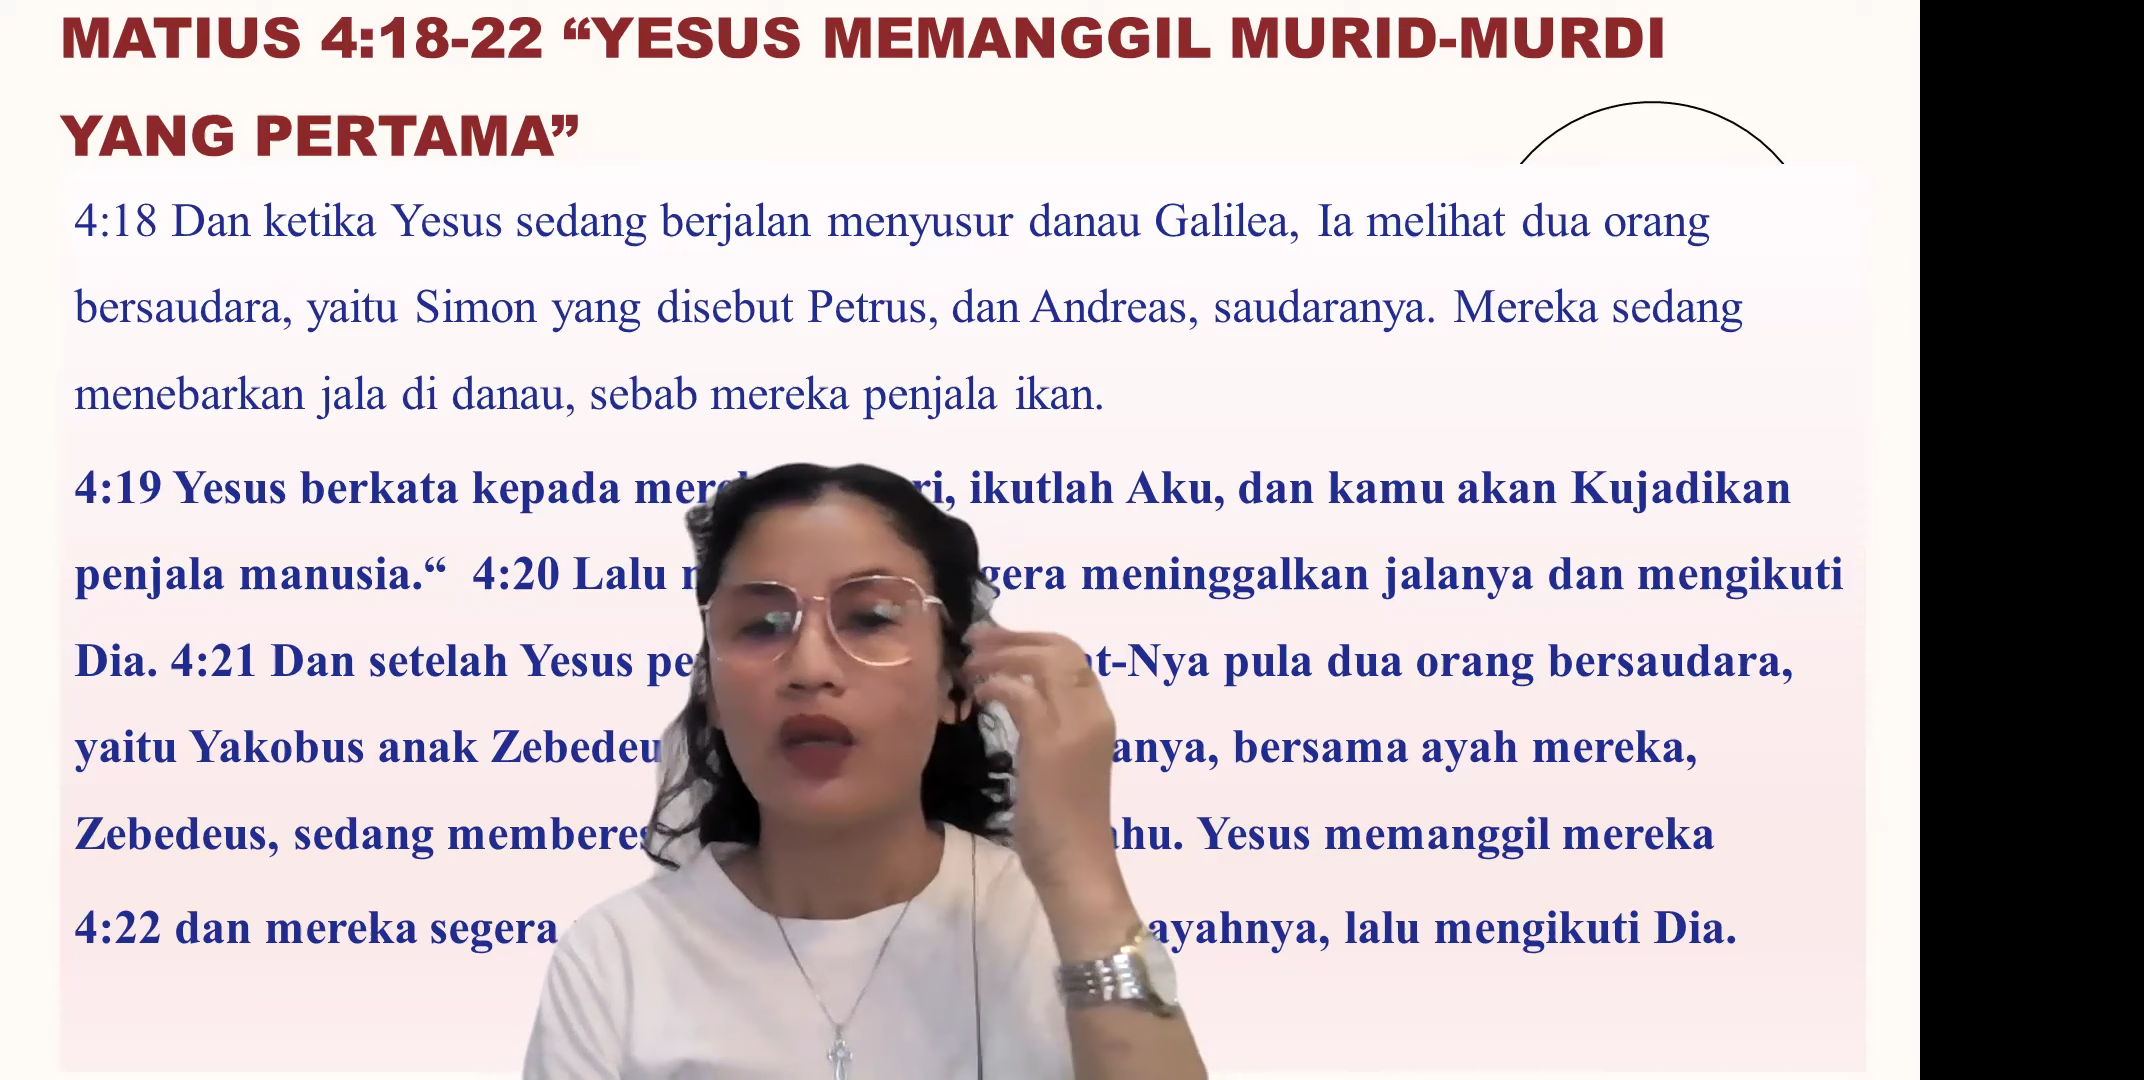 MATIUS 4:18-22 “YESUS MEMANGGIL MURID-MURDI
YANG PERTAMA”
4:18 Dan ketika Yesus sedang berjalan menyusur danau Galilea, Ia melihat dua orang
bersaudara, yaitu Simon yang disebut Petrus, dan Andreas, saudaranya. Mereka sedang
menebarkan jala di danau, sebab mereka penjala ikan.
4:19 Yesus berkata kepada ikutlah Aku, dan kamu akan Kujadikan
penjala manusia.“ 4:20 Lalu meninggalkan jalanya dan mengikuti
Dia. 4:21 Dan setelah Yesus pula dua orang bersaudara,
yaitu Yakobus anak bersama ayah mereka,
Zebedeus, sedang Yesus memanggil mereka
4:22 dan mereka segera ayahnya, lalu mengikuti Dia.